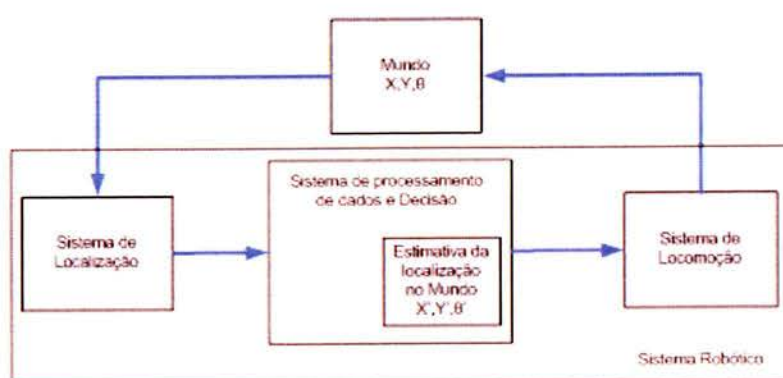 Mundo
X,Y,θ
Sistema de processamento
de dados e Decisão
Sistema de
Localização
Estimativa da
localização
no Mundo
X',Y',θ'
Sistema de
Locomoção
Sistema Robótico